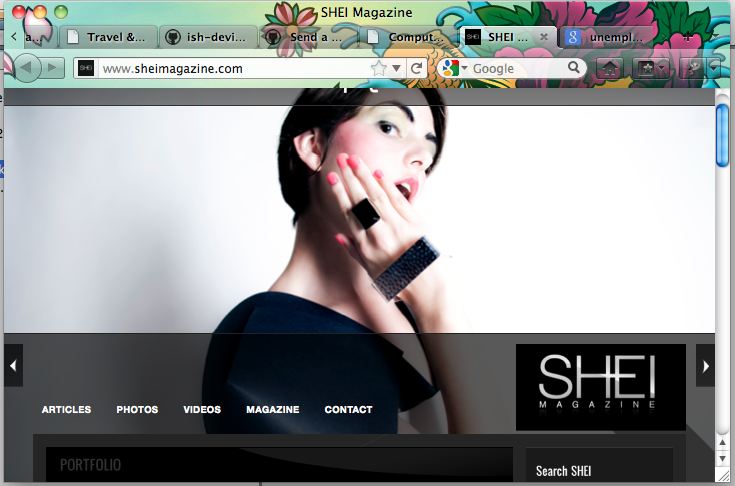 SHEI Magazine
a...
Travel &...
ish-devi...
Send a ...
Comput...
SHEI ...
unempl...
SHEI
www.sheimagazine.com
Google
SHEI
MAGAZINE
ARTICLES
PHOTOS
VIDEOS
MAGAZINE
CONTACT
PORTFOLIO
Search SHEI